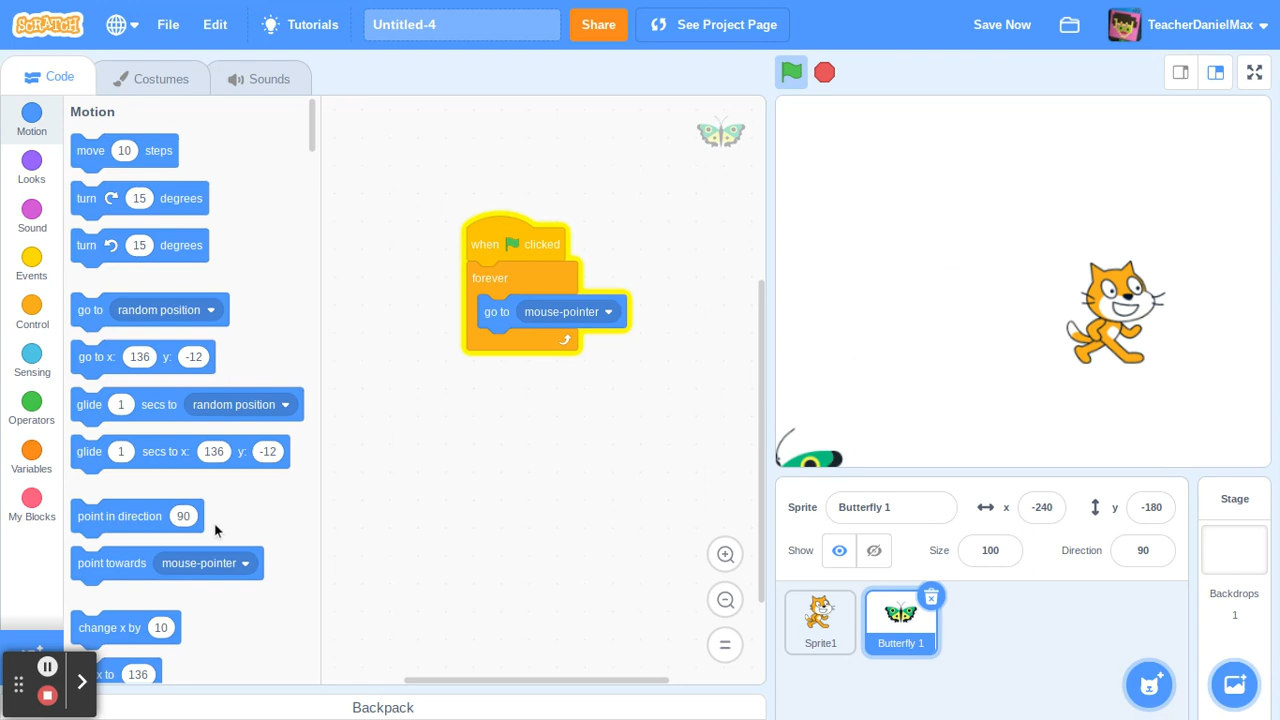 SCRATCH
File
Edit
Tutorials
Untitled-4
Share
See Project Page
Save Now
TeacherDanielMax
Code
Costumes
Sounds
Motion
Looks
Sound
Events
Control
Sensing
Operators
Variables
My Blocks
Motion
move 10 steps
turn 15 degrees
turn 15 degrees
go to random position
go to x: 136 y: -12
glide 1 secs to random position
glide 1 secs to x: 136 y: -12
point in direction 90
point towards mouse-pointer
change x by 10
x to 136
when clicked
forever
go to mouse-pointer
Backpack
Sprite Butterfly 1 x -240 y -180
Show Size 100 Direction 90
Sprite1
Butterfly 1
Stage
Backdrops
1